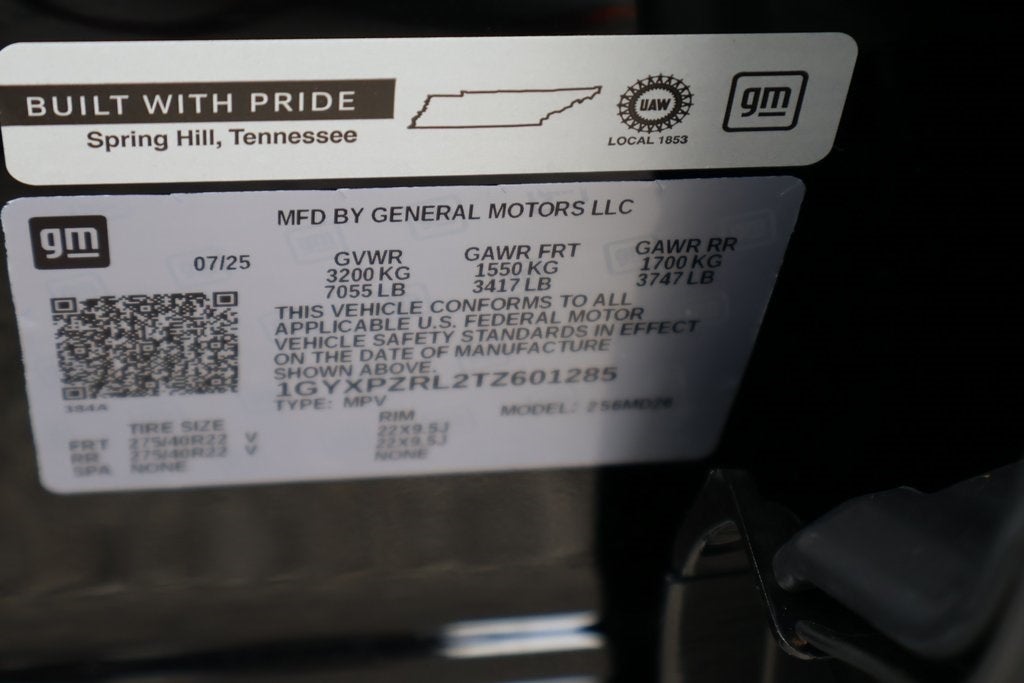 BUILT WITH PRIDE
Spring Hill, Tennessee
UAW
LOCAL 1853
gm
gm
MFD BY GENERAL MOTORS LLC
07/25
GVWR
3200 KG
7055 LB
GAWR FRT
1550 KG
3417 LB
GAWR RR
1700 KG
3747 LB
THIS VEHICLE CONFORMS TO ALL
APPLICABLE U.S. FEDERAL MOTOR
VEHICLE SAFETY STANDARDS IN EFFECT
ON THE DATE OF MANUFACTURE
SHOWN ABOVE.
1GYXPZRL2TZ601285
TYPE: MPV
MODEL:
384A
TIRE SIZE
RIM
FRT 275/40R22 V 22X9.5J
RR 275/40R22 V 22X9.5J
SPA NONE NONE